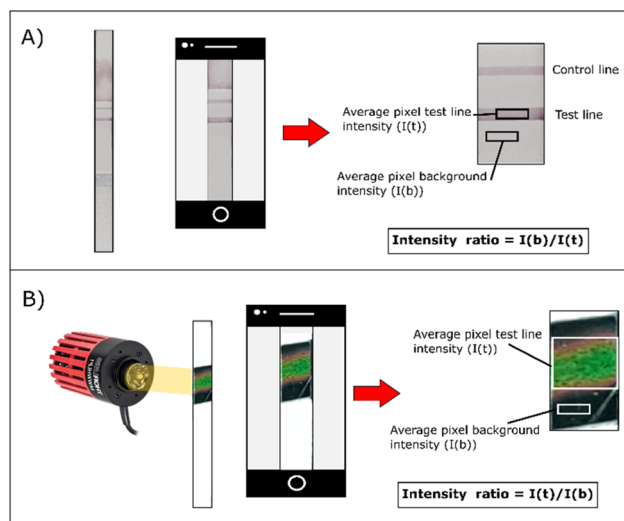 A)
Control line
Average pixel test line
intensity (I(t))
Test line
Average pixel background
intensity (I(b))
Intensity ratio = I(b)/I(t)
B)
Average pixel test line
intensity (I(t))
Average pixel background
intensity (I(b))
Intensity ratio = I(t)/I(b)